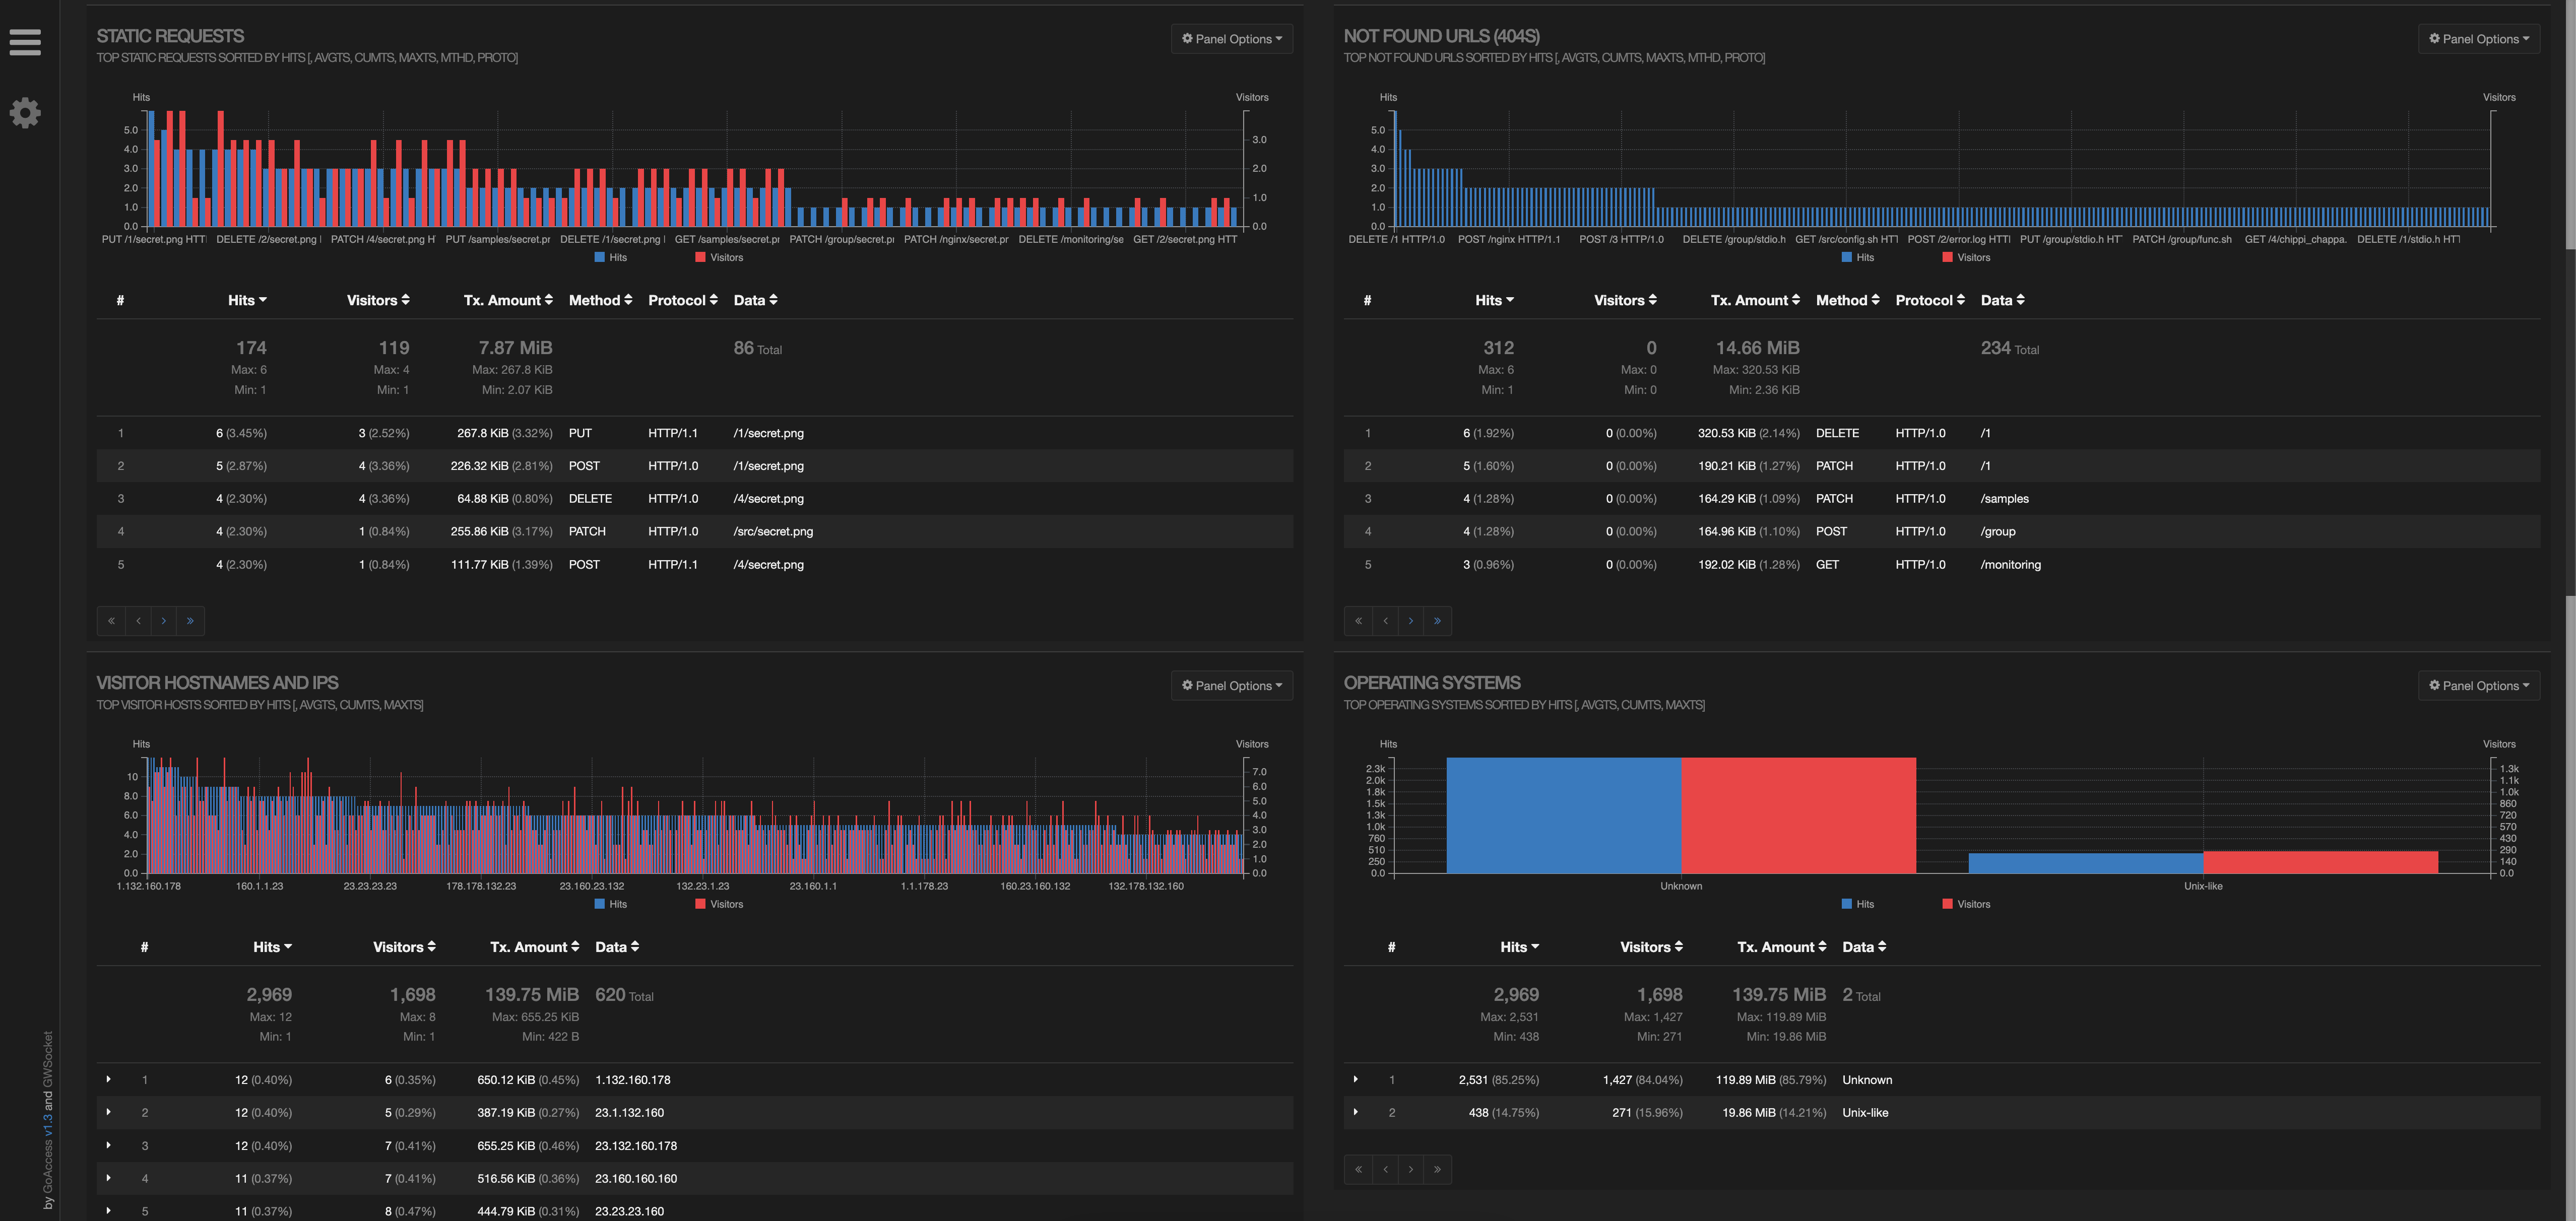 STATIC REQUESTS
Panel Options
TOP STATIC REQUESTS SORTED BY HITS [, AVGTS, CUMTS, MAXTS, MTHD, PROTO]
Hits
Visitors
5.0
4.0
3.0
2.0
1.0
0.0
3.0
2.0
1.0
0.0
PUT /1/secret.png HTT DELETE /2/secret.png PATCH /4/secret.png H PUT /samples/secret.pr DELETE /1/secret.png GET /samples/secret.pr PATCH /group/secret.p PATCH /nginx/secret.pr DELETE /monitoring/se GET /2/secret.png HTT
Hits Visitors
# Hits Visitors Tx. Amount Method Protocol Data
174 119 7.87 MiB 86 Total
Max: 6 Max: 4 Max: 267.8 KiB
Min: 1 Min: 1 Min: 2.07 KiB
1 6 (3.45%) 3 (2.52%) 267.8 KiB (3.32%) PUT HTTP/1.1 /1/secret.png
2 5 (2.87%) 4 (3.36%) 226.32 KiB (2.81%) POST HTTP/1.0 /1/secret.png
3 4 (2.30%) 4 (3.36%) 64.88 KiB (0.80%) DELETE HTTP/1.0 /4/secret.png
4 4 (2.30%) 1 (0.84%) 255.86 KiB (3.17%) PATCH HTTP/1.0 /src/secret.png
5 4 (2.30%) 1 (0.84%) 111.77 KiB (1.39%) POST HTTP/1.1 /4/secret.png
« ‹ › »
NOT FOUND URLS (404S)
Panel Options
TOP NOT FOUND URLS SORTED BY HITS [, AVGTS, CUMTS, MAXTS, MTHD, PROTO]
Hits
Visitors
5.0
4.0
3.0
2.0
1.0
0.0
DELETE /1 HTTP/1.0 POST /nginx HTTP/1.1 POST /3 HTTP/1.0 DELETE /group/stdio.h GET /src/config.sh HTT POST /2/error.log HTT PUT /group/stdio.h HT PATCH /group/func.sh GET /4/chippi_chappa. DELETE /1/stdio.h HT
Hits Visitors
# Hits Visitors Tx. Amount Method Protocol Data
312 0 14.66 MiB 234 Total
Max: 6 Max: 0 Max: 320.53 KiB
Min: 1 Min: 0 Min: 2.36 KiB
1 6 (1.92%) 0 (0.00%) 320.53 KiB (2.14%) DELETE HTTP/1.0 /1
2 5 (1.60%) 0 (0.00%) 190.21 KiB (1.27%) PATCH HTTP/1.0 /1
3 4 (1.28%) 0 (0.00%) 164.29 KiB (1.09%) PATCH HTTP/1.0 /samples
4 4 (1.28%) 0 (0.00%) 164.96 KiB (1.10%) POST HTTP/1.0 /group
5 3 (0.96%) 0 (0.00%) 192.02 KiB (1.28%) GET HTTP/1.0 /monitoring
« ‹ › »
VISITOR HOSTNAMES AND IPS
Panel Options
TOP VISITOR HOSTS SORTED BY HITS [, AVGTS, CUMTS, MAXTS]
Hits
Visitors
10
8.0
6.0
4.0
2.0
0.0
7.0
6.0
5.0
4.0
3.0
2.0
1.0
0.0
1.132.160.178 160.1.1.23 23.23.23.23 178.178.132.23 23.160.23.132 132.23.1.23 23.160.1.1 1.1.178.23 160.23.160.132 132.178.132.160
Hits Visitors
# Hits Visitors Tx. Amount Data
2,969 1,698 139.75 MiB 620 Total
Max: 12 Max: 8 Max: 655.25 KiB
Min: 1 Min: 1 Min: 422 B
1 12 (0.40%) 6 (0.35%) 650.12 KiB (0.45%) 1.132.160.178
2 12 (0.40%) 5 (0.29%) 387.19 KiB (0.27%) 23.1.132.160
3 12 (0.40%) 7 (0.41%) 655.25 KiB (0.46%) 23.132.160.178
4 11 (0.37%) 7 (0.41%) 516.56 KiB (0.36%) 23.160.160.160
5 11 (0.37%) 8 (0.47%) 444.79 KiB (0.31%) 23.23.23.160
OPERATING SYSTEMS
Panel Options
TOP OPERATING SYSTEMS SORTED BY HITS [, AVGTS, CUMTS, MAXTS]
Hits
Visitors
2.3k
2.0k
1.8k
1.5k
1.3k
1.0k
760
510
250
0.0
1.3k
1.1k
1.0k
860
720
570
430
290
140
0.0
Unknown Unix-like
Hits Visitors
# Hits Visitors Tx. Amount Data
2,969 1,698 139.75 MiB 2 Total
Max: 2,531 Max: 1,427 Max: 119.89 MiB
Min: 438 Min: 271 Min: 19.86 MiB
1 2,531 (85.25%) 1,427 (84.04%) 119.89 MiB (85.79%) Unknown
2 438 (14.75%) 271 (15.96%) 19.86 MiB (14.21%) Unix-like
« ‹ › »
by GoAccess v1.3 and GWSocket